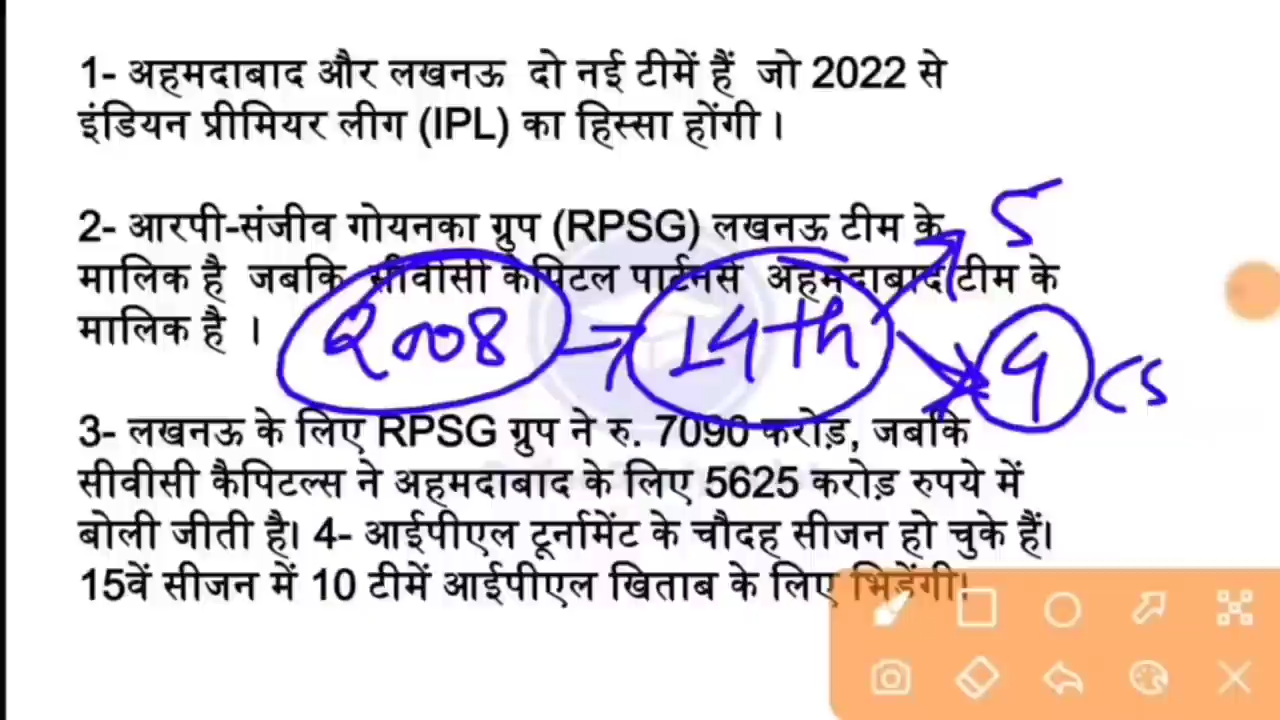 1- अहमदाबाद और लखनऊ दो नई टीमें हैं जो 2022 से
इंडियन प्रीमियर लीग (IPL) का हिस्सा होंगी ।
2- आरपी-संजीव गोयनका ग्रुप (RPSG) लखनऊ टीम के
5
मालिक है जबकि सीवीसी कैपिटल पार्टनर्स अहमदाबाद टीम के
मालिक है ।
2008
14th
3- लखनऊ के लिए RPSG ग्रुप ने रु. 7090 करोड़, जबकि
सीवीसी कैपिटल्स ने अहमदाबाद के लिए 5625 करोड़ रुपये में
बोली जीती है। 4- आईपीएल टूर्नामेंट के चौदह सीजन हो चुके हैं।
15वें सीजन में 10 टीमें आईपीएल खिताब के लिए भिडेंगी।